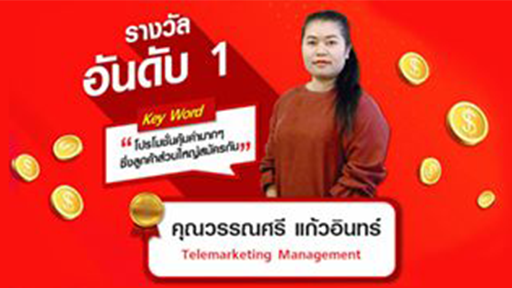 รางวัล
อันดับ 1
Key Word
“ โปรโมชั่นคุ้มค่ามากๆ
ซึ่งลูกค้าส่วนใหญ่สมัครกัน ”
คุณวรรณศรี แก้วอินทร์
Telemarketing Management